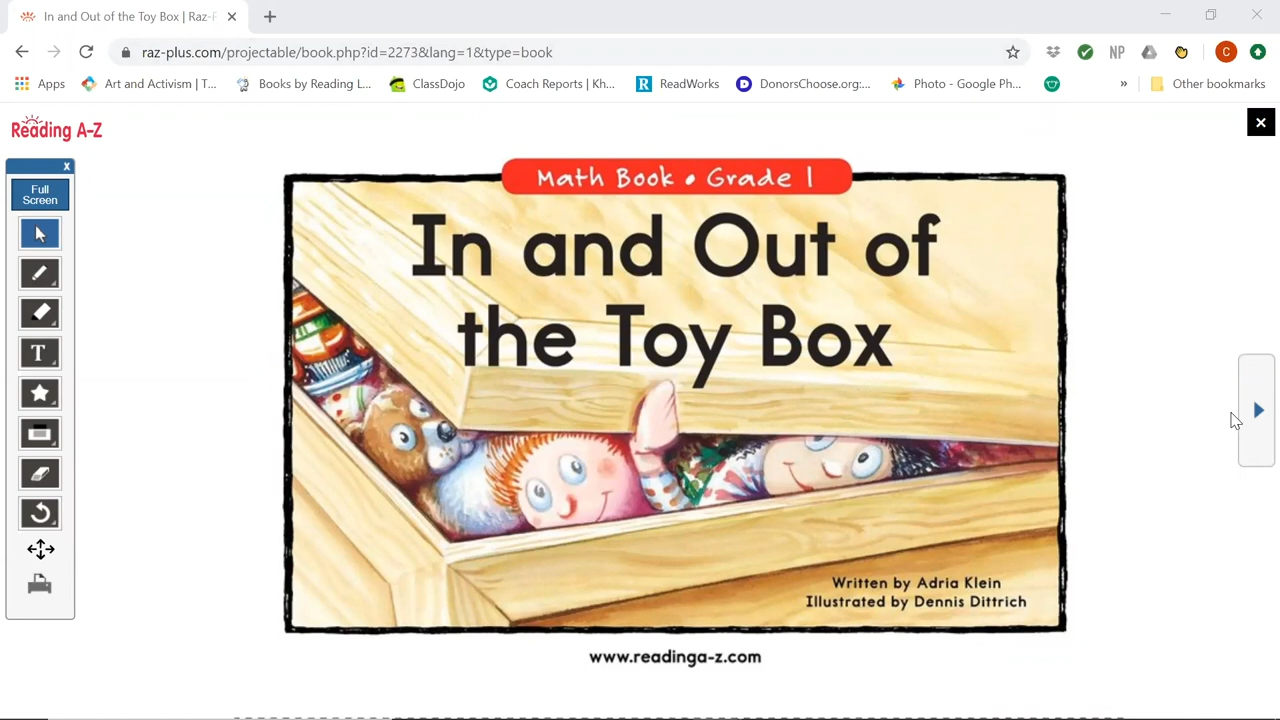 In and Out of the Toy Box | Raz-P
raz-plus.com/projectable/book.php?id=2273&lang=1&type=book
NP
C
Apps
Art and Activism | T...
Books by Reading L...
ClassDojo
Coach Reports | Kh...
R
ReadWorks
DonorsChoose.org:...
Photo - Google Ph...
»
Other bookmarks
Reading A-Z
x
Full
Screen
T
Math Book • Grade 1
In and Out of
the Toy Box
Written by Adria Klein
Illustrated by Dennis Dittrich
www.readinga-z.com